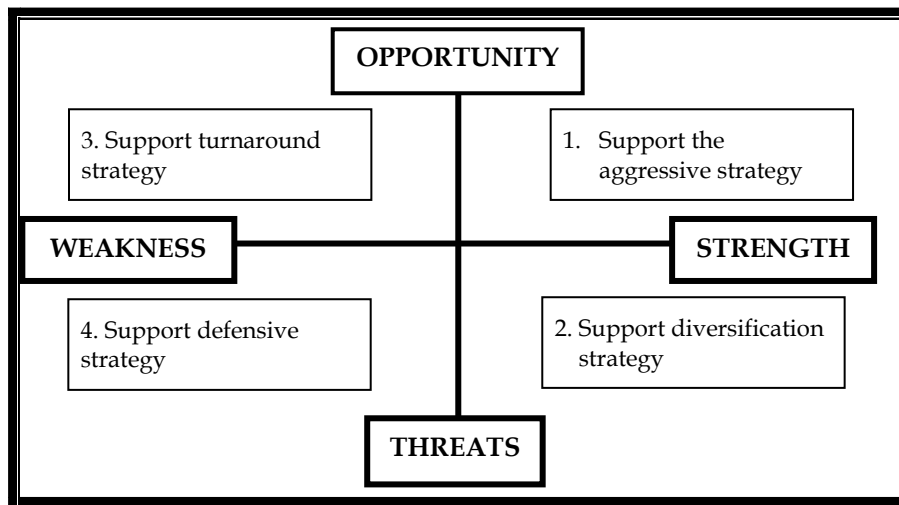 OPPORTUNITY
3. Support turnaround
strategy
1. Support the
aggressive strategy
WEAKNESS
STRENGTH
4. Support defensive
strategy
2. Support diversification
strategy
THREATS